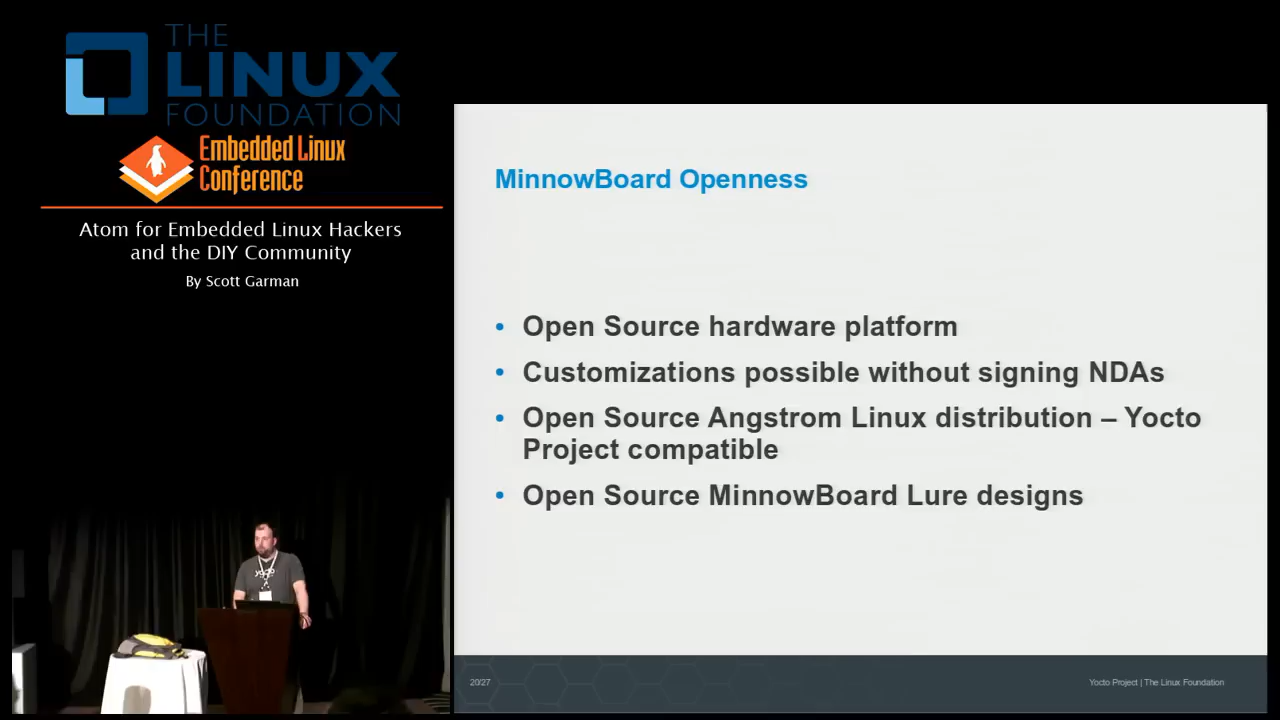 THE
LINUX
FOUNDATION
Embedded Linux
Conference
Atom for Embedded Linux Hackers
and the DIY Community
By Scott Garman
MinnowBoard Openness
• Open Source hardware platform
• Customizations possible without signing NDAs
• Open Source Angstrom Linux distribution – Yocto
Project compatible
• Open Source MinnowBoard Lure designs
yocto
20/27
Yocto Project | The Linux Foundation